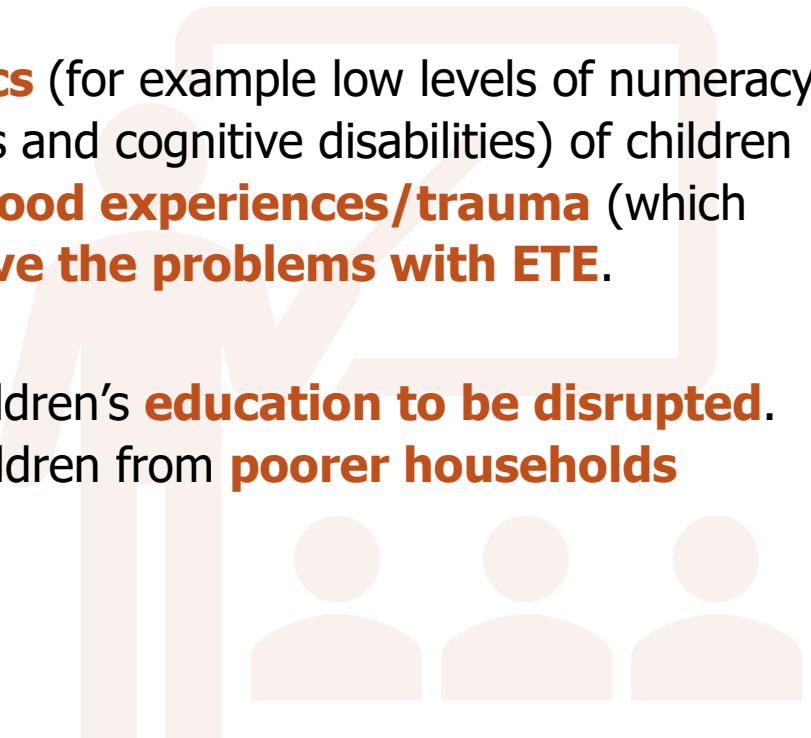 cs (for example low levels of numeracy
s and cognitive disabilities) of children
ood experiences/trauma (which
ve the problems with ETE.
ldren’s education to be disrupted.
ldren from poorer households